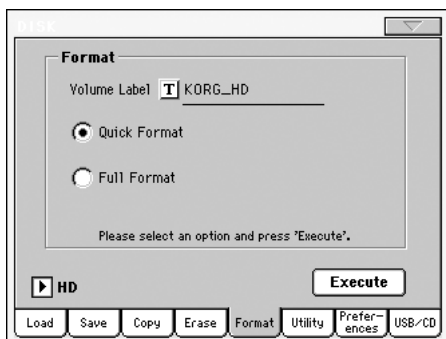 DISK
Format
Volume Label T KORG_HD
Quick Format
Full Format
Please select an option and press 'Execute'.
HD
Execute
Load Save Copy Erase Format Utility Prefer-ences USB/CD